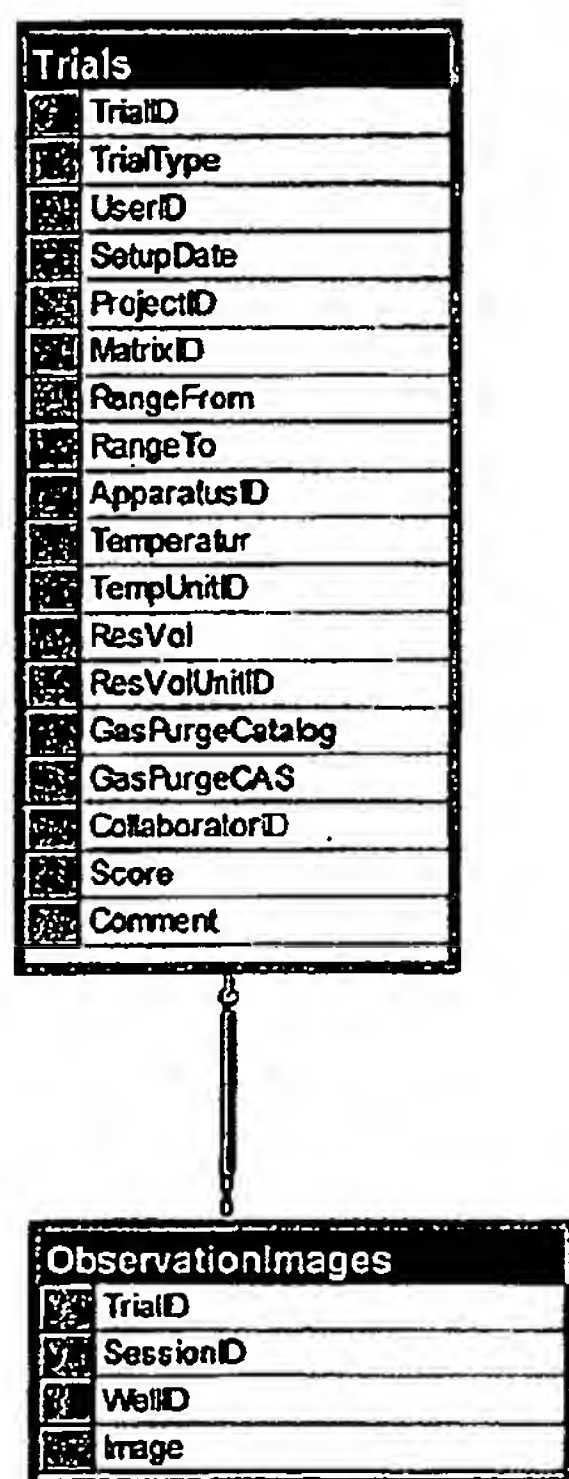 Trials
TrialID
TrialType
UserID
SetupDate
ProjectID
MatrixID
RangeFrom
RangeTo
ApparatusID
Temperatur
TempUnitID
ResVol
ResVolUnitID
GasPurgeCatalog
GasPurgeCAS
CollaboratorID
Score
Comment
ObservationImages
TrialID
SessionID
WellID
Image